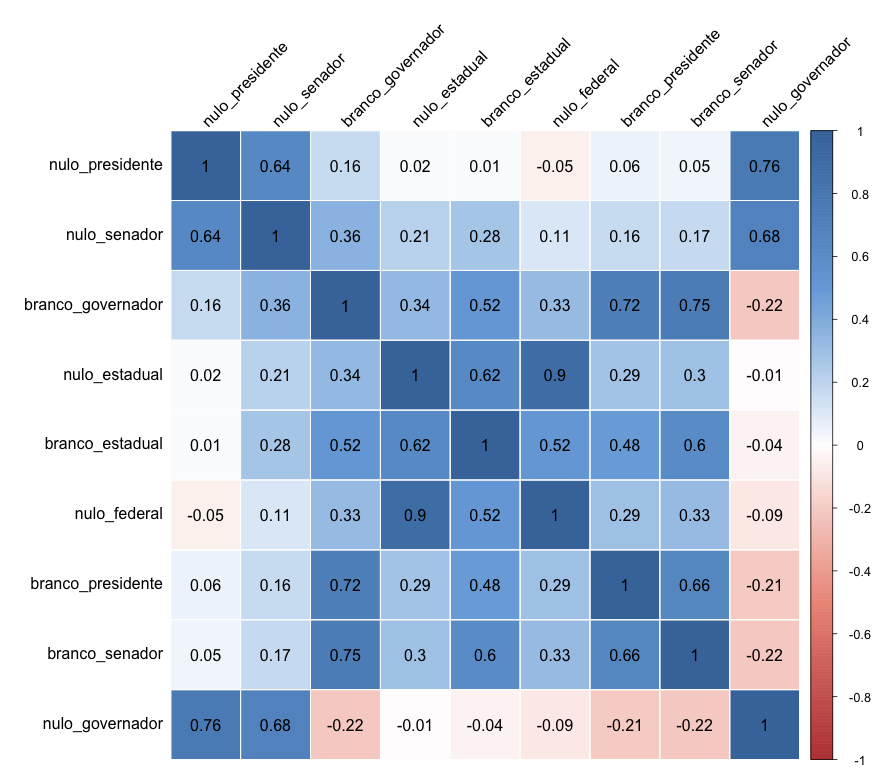 nulo_presidente
nulo_senador
branco_governador
nulo_estadual
branco_estadual
nulo_federal
branco_presidente
branco_senador
nulo_governador
nulo_presidente 1 0.64 0.16 0.02 0.01 -0.05 0.06 0.05 0.76
nulo_senador 0.64 1 0.36 0.21 0.28 0.11 0.16 0.17 0.68
branco_governador 0.16 0.36 1 0.34 0.52 0.33 0.72 0.75 -0.22
nulo_estadual 0.02 0.21 0.34 1 0.62 0.9 0.29 0.3 -0.01
branco_estadual 0.01 0.28 0.52 0.62 1 0.52 0.48 0.6 -0.04
nulo_federal -0.05 0.11 0.33 0.9 0.52 1 0.29 0.33 -0.09
branco_presidente 0.06 0.16 0.72 0.29 0.48 0.29 1 0.66 -0.21
branco_senador 0.05 0.17 0.75 0.3 0.6 0.33 0.66 1 -0.22
nulo_governador 0.76 0.68 -0.22 -0.01 -0.04 -0.09 -0.21 -0.22 1
1
0.8
0.6
0.4
0.2
0
-0.2
-0.4
-0.6
-0.8
-1